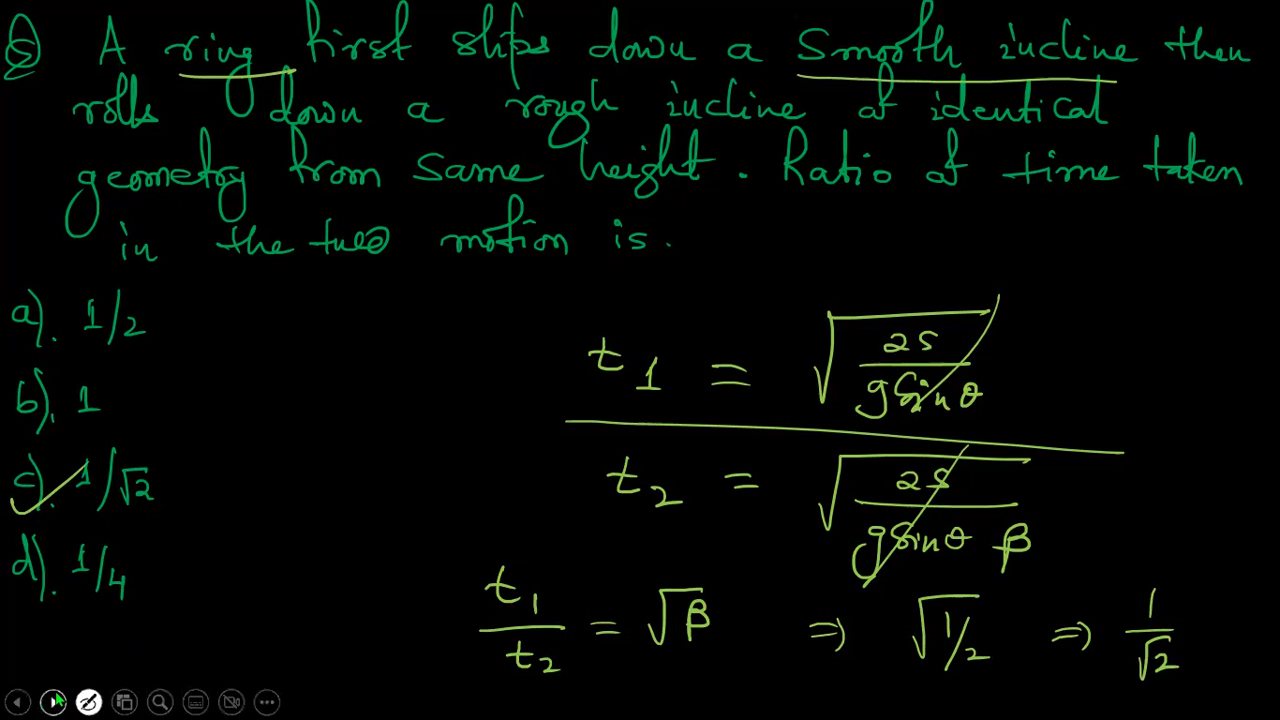 Q A ring first slips down a smooth incline then
rolls down a rough incline of identical
geometry from same height. Ratio of time taken
in the two motion is.
a). 1/2
b). 1
c). 1/√2
d). 1/4
t1 = √(2s/gsinθ)
t2 = √(2s/gsinθ β)
t1/t2 = √β ⇒ √1/2 ⇒ 1/√2